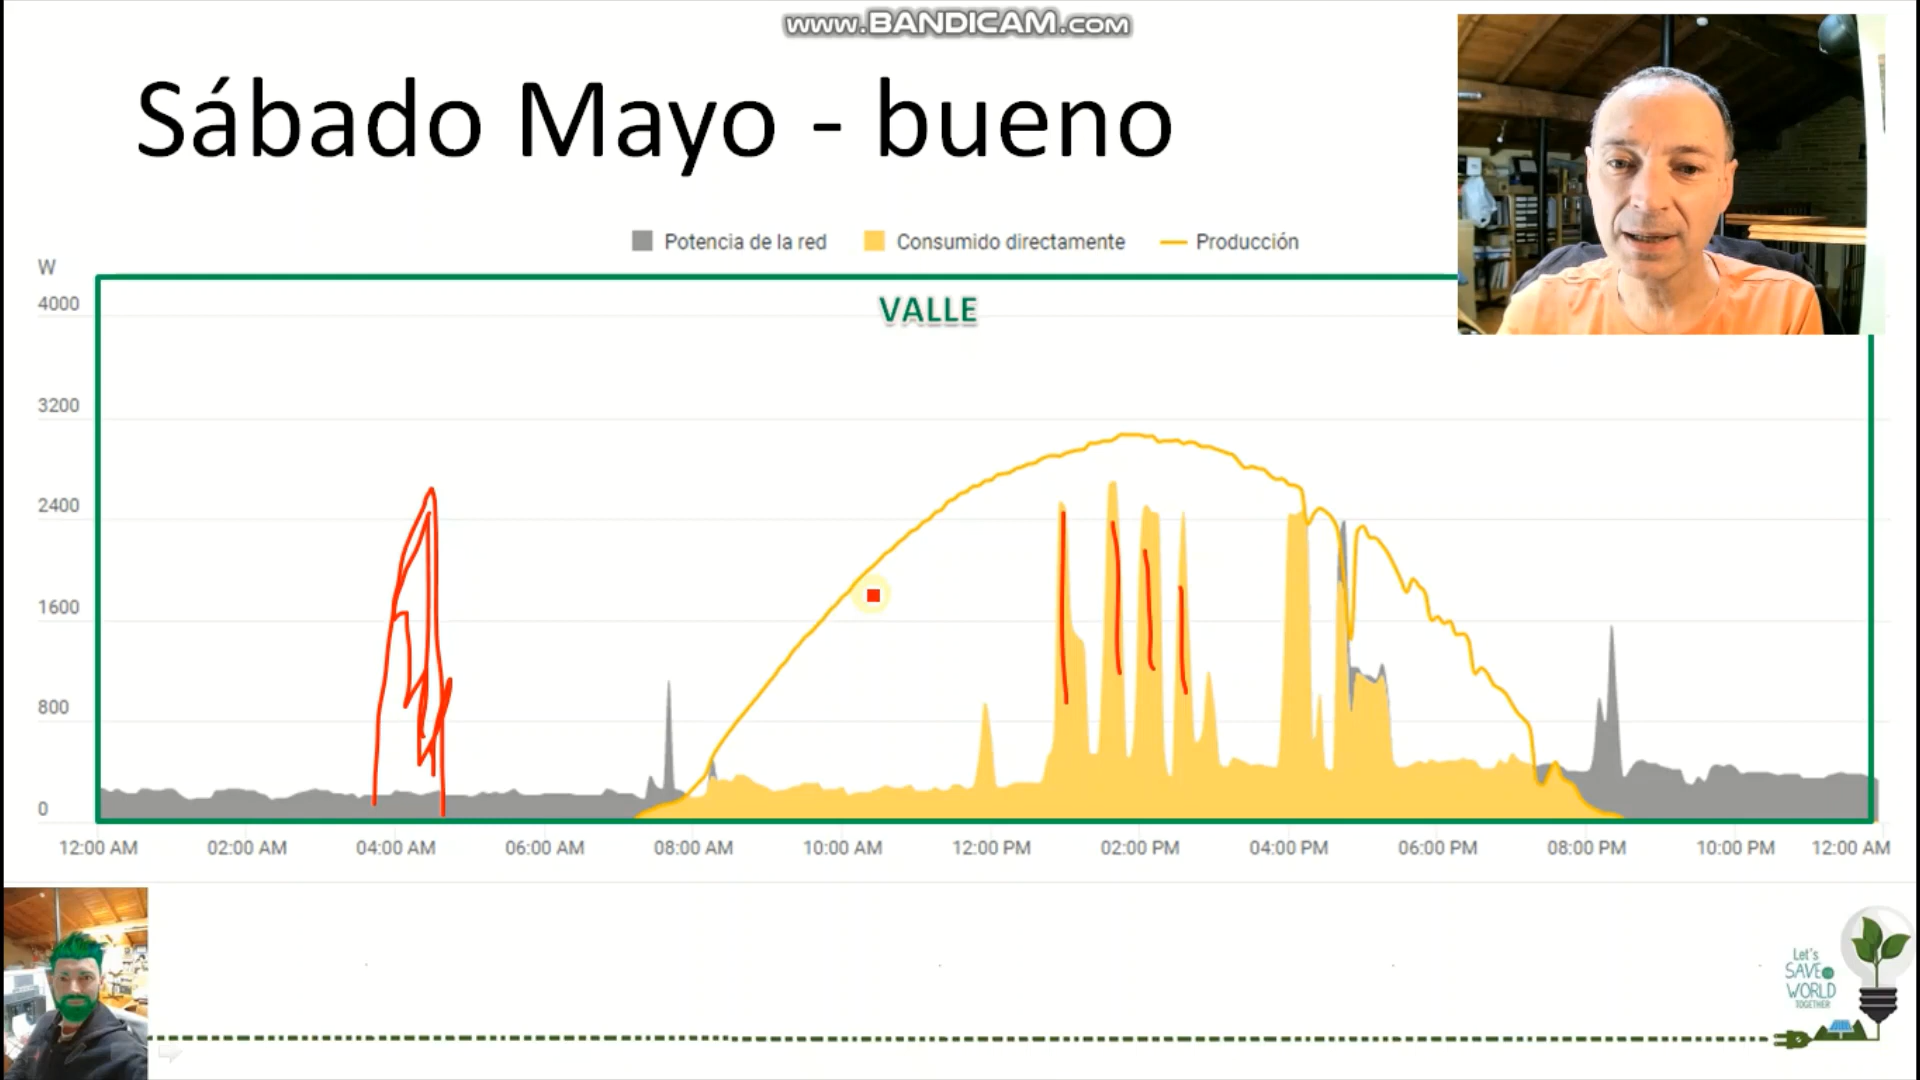 www.BANDICAM.com
Sábado Mayo - bueno
Potencia de la red Consumido directamente Producción
W
VALLE
4000
3200
2400
1600
800
0
12:00 AM 02:00 AM 04:00 AM 06:00 AM 08:00 AM 10:00 AM 12:00 PM 02:00 PM 04:00 PM 06:00 PM 08:00 PM 10:00 PM 12:00 AM
Let's
SAVE
WORLD
TOGETHER